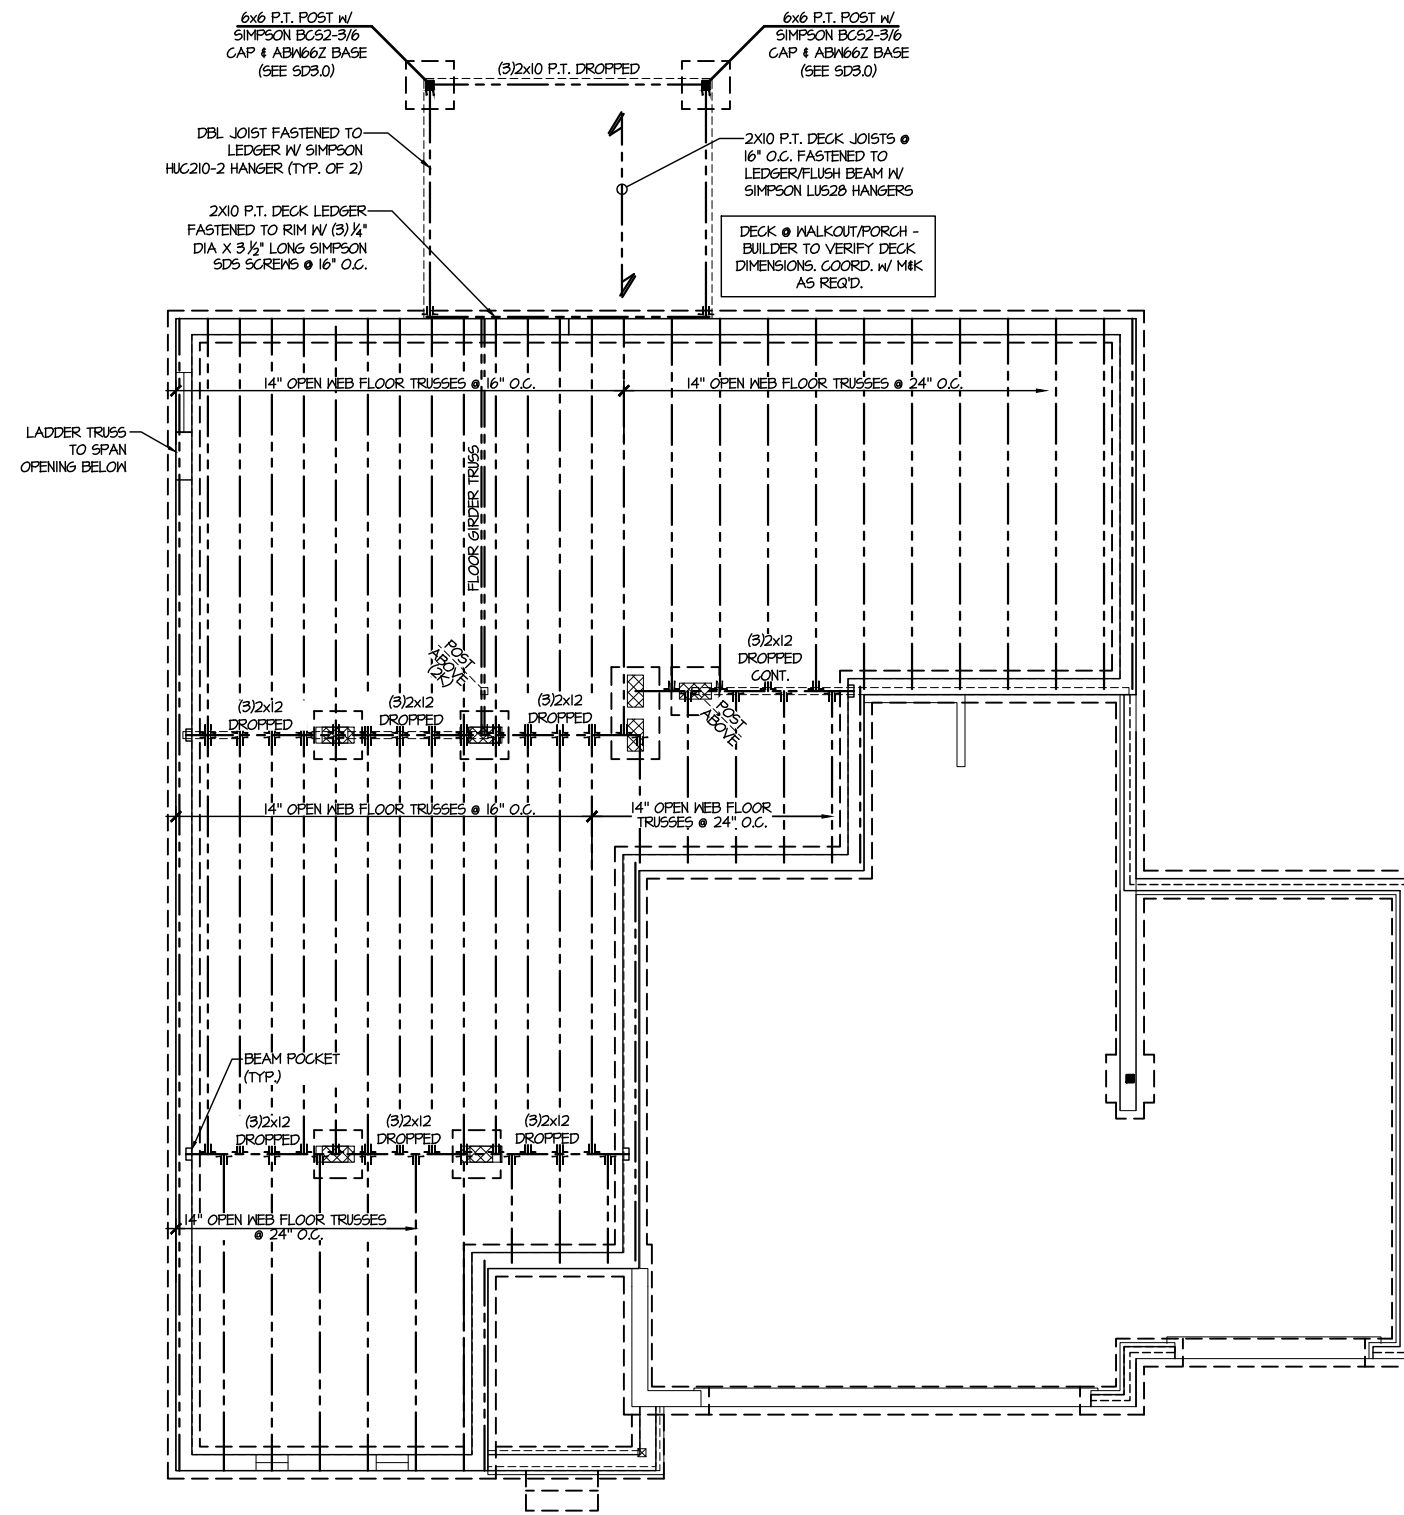 6x6 P.T. POST W/
SIMPSON BCS2-3/6
CAP & ABW66Z BASE
(SEE SD3.0)
6x6 P.T. POST W/
SIMPSON BCS2-3/6
CAP & ABW66Z BASE
(SEE SD3.0)
(3)2x10 P.T. DROPPED
DBL JOIST FASTENED TO
LEDGER W/ SIMPSON
HUC210-2 HANGER (TYP. OF 2)
2X10 P.T. DECK JOISTS @
16" O.C. FASTENED TO
LEDGER/FLUSH BEAM W/
SIMPSON LUS28 HANGERS
2X10 P.T. DECK LEDGER
FASTENED TO RIM W/ (3) 1/4"
DIA X 3 1/2" LONG SIMPSON
SDS SCREWS @ 16" O.C.
DECK @ WALKOUT/PORCH -
BUILDER TO VERIFY DECK
DIMENSIONS. COORD. W/ M&K
AS REQ'D.
14" OPEN WEB FLOOR TRUSSES @ 16" O.C.
14" OPEN WEB FLOOR TRUSSES @ 24" O.C.
LADDER TRUSS
TO SPAN
OPENING BELOW
FLOOR GIRDER TRUSS
POST
ABOVE
(2K)
(3)2x12
DROPPED
CONT.
(3)2x12
DROPPED
(3)2x12
DROPPED
(3)2x12
DROPPED
POST
ABOVE
14" OPEN WEB FLOOR TRUSSES @ 16" O.C.
14" OPEN WEB FLOOR
TRUSSES @ 24" O.C.
BEAM POCKET
(TYP.)
(3)2x12
DROPPED
(3)2x12
DROPPED
(3)2x12
DROPPED
14" OPEN WEB FLOOR TRUSSES
@ 24" O.C.